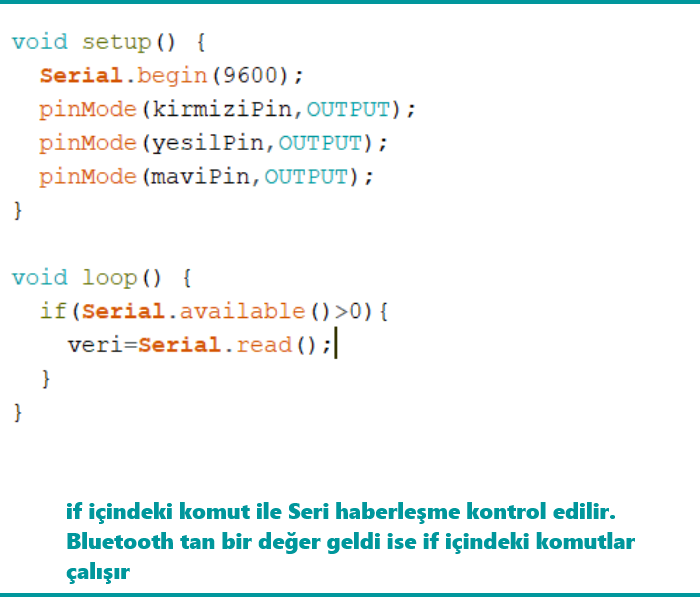 void setup() {
  Serial.begin(9600);
  pinMode(kirmiziPin,OUTPUT);
  pinMode(yesilPin,OUTPUT);
  pinMode(maviPin,OUTPUT);
}

void loop() {
  if(Serial.available()>0){
    veri=Serial.read();
  }
}

if içindeki komut ile Seri haberleşme kontrol edilir.
Bluetooth tan bir değer geldi ise if içindeki komutlar
çalışır